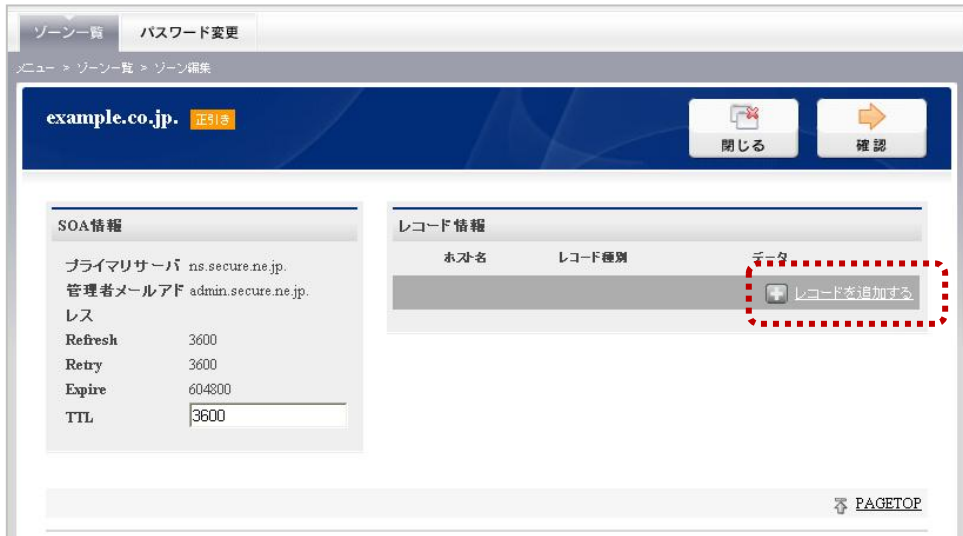 ゾーン一覧 パスワード変更
メニュー > ゾーン一覧 > ゾーン編集
example.co.jp. 正引き
閉じる 確認
SOA情報
プライマリサーバ ns.secure.ne.jp.
管理者メールアド admin.secure.ne.jp.
レス
Refresh 3600
Retry 3600
Expire 604800
TTL 3600
レコード情報
ホスト名 レコード種別 データ
レコードを追加する
PAGETOP